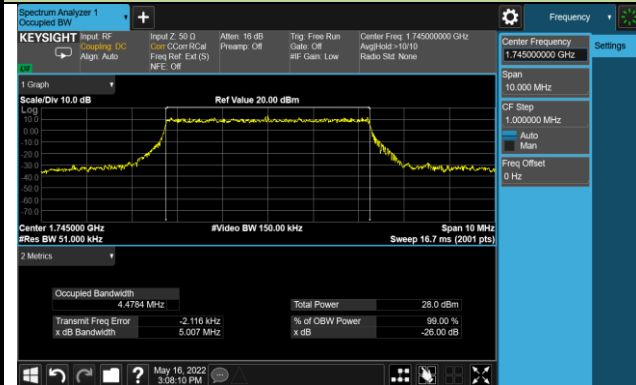 Spectrum Analyzer 1
Occupied BW
Frequency
KEYSIGHT
Input: RF
Coupling: DC
Align: Auto
Input Z: 50 Ω
Corr CCorr RCal
Freq Ref: Ext (S)
NFE: Off
Atten: 16 dB
Preamp: Off
Trig: Free Run
Gate: Off
#IF Gain: Low
Center Freq: 1.745000000 GHz
Avg|Hold:>10/10
Radio Std: None
Center Frequency
1.745000000 GHz
Settings
Span
10.000 MHz
CF Step
1.000000 MHz
Auto
Man
Freq Offset
0 Hz
1 Graph
Scale/Div 10.0 dB
Ref Value 20.00 dBm
Log
10.0
0.00
-10.0
-20.0
-30.0
-40.0
-50.0
-60.0
-70.0
Center 1.745000 GHz
#Video BW 150.00 kHz
Span 10 MHz
#Res BW 51.000 kHz
Sweep 16.7 ms (2001 pts)
2 Metrics
Occupied Bandwidth
4.4784 MHz
Total Power 28.0 dBm
Transmit Freq Error -2.116 kHz
% of OBW Power 99.00 %
x dB Bandwidth 5.007 MHz
x dB -26.00 dB
?
May 16, 2022
3:08:10 PM